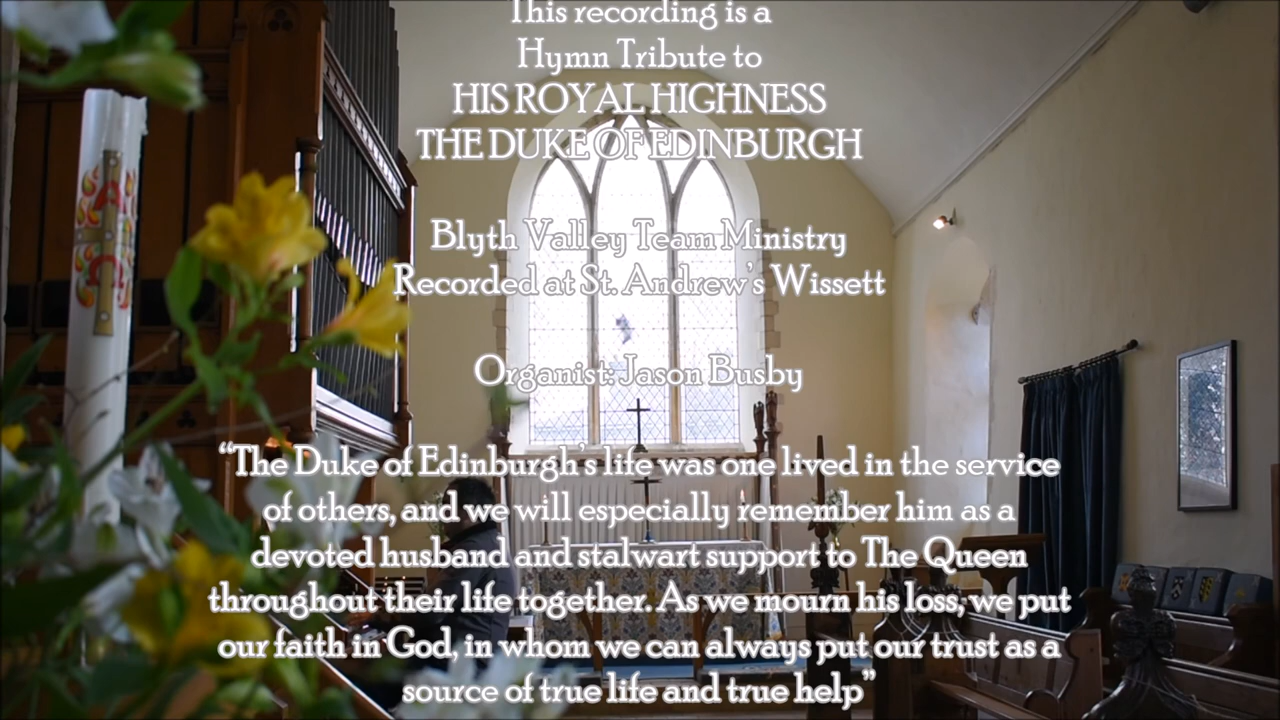 This recording is a
Hymn Tribute to
HIS ROYAL HIGHNESS
THE DUKE OF EDINBURGH
Blyth Valley Team Ministry
Recorded at St. Andrew's Wissett
Organist: Jason Busby
“The Duke of Edinburgh's life was one lived in the service
of others, and we will especially remember him as a
devoted husband and stalwart support to The Queen
throughout their life together. As we mourn his loss, we put
our faith in God, in whom we can always put our trust as a
source of true life and true help”
Α
Ω